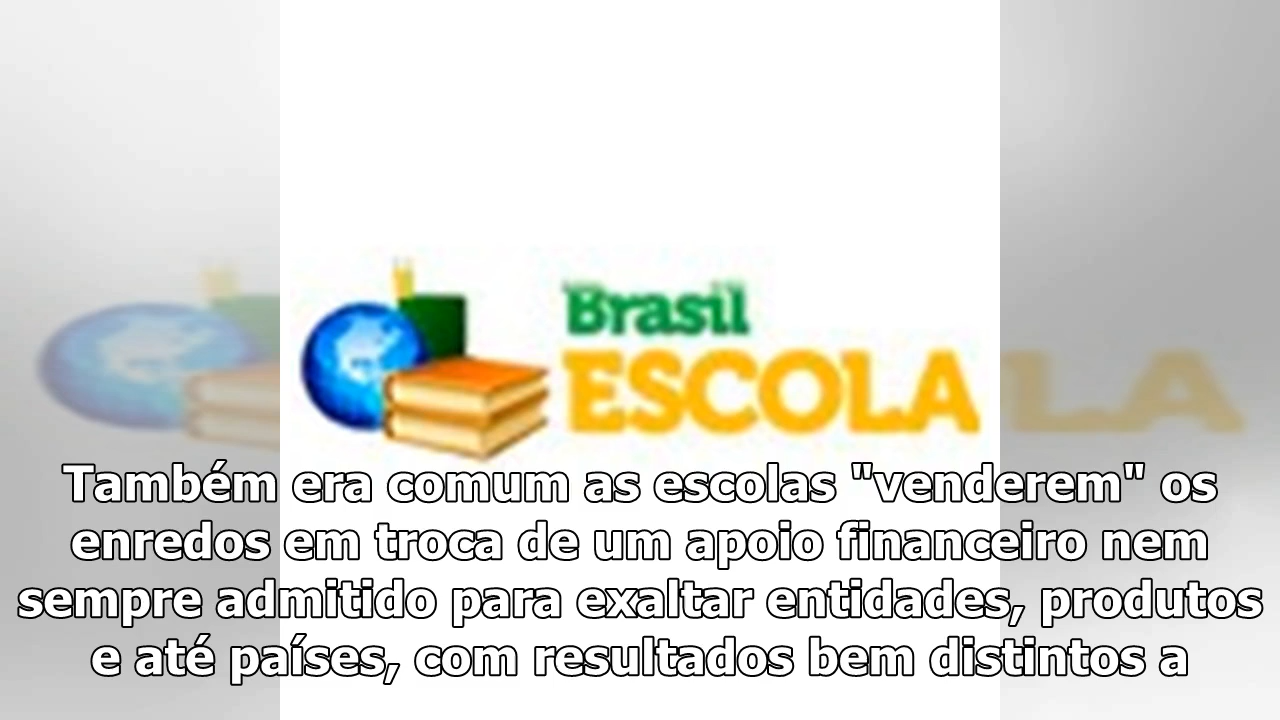 Brasil
ESCOLA
LA
Também era comum as escolas "venderem" os
enredos em troca de um apoio financeiro nem
sempre admitido para exaltar entidades, produtos
e até países, com resultados bem distintos a